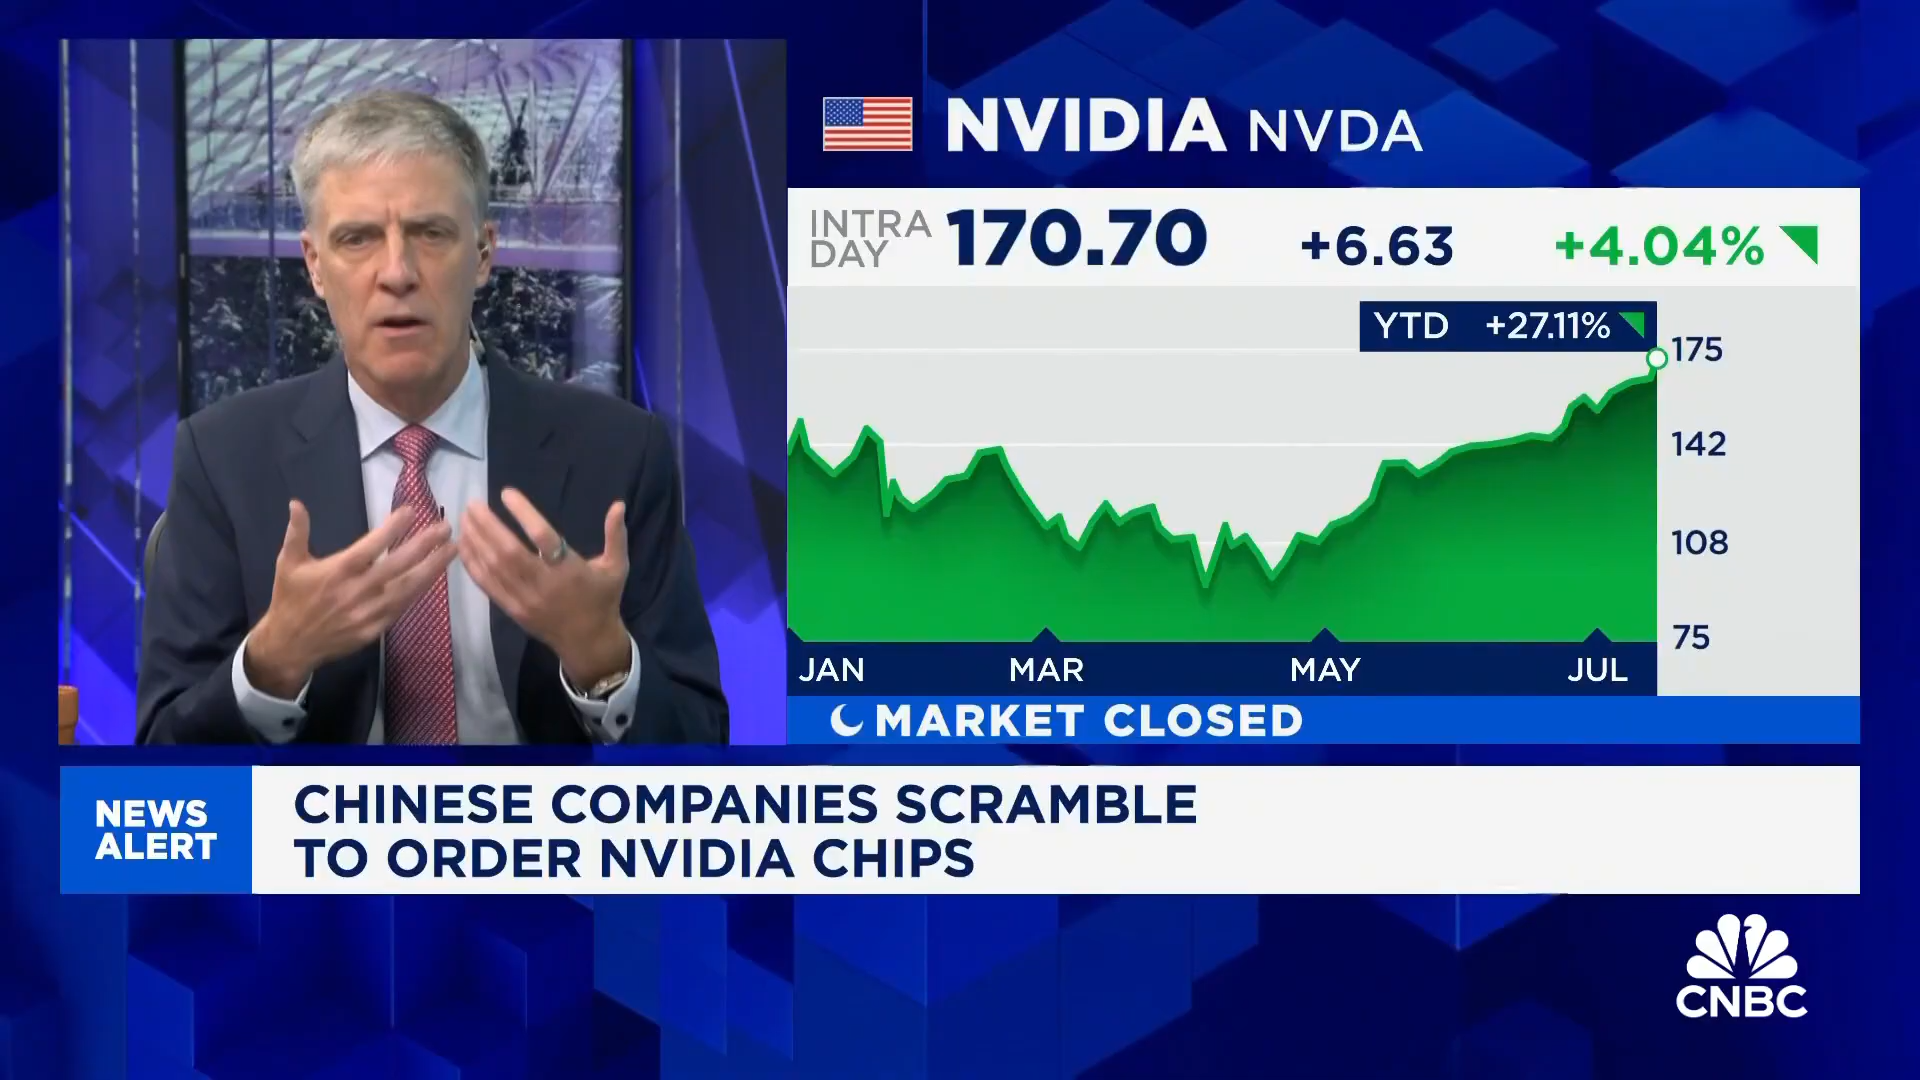 NVIDIA NVDA
INTRA
DAY
170.70 +6.63 +4.04%
YTD +27.11%
175
142
108
75
JAN MAR MAY JUL
MARKET CLOSED
NEWS
ALERT
CHINESE COMPANIES SCRAMBLE
TO ORDER NVIDIA CHIPS
CNBC